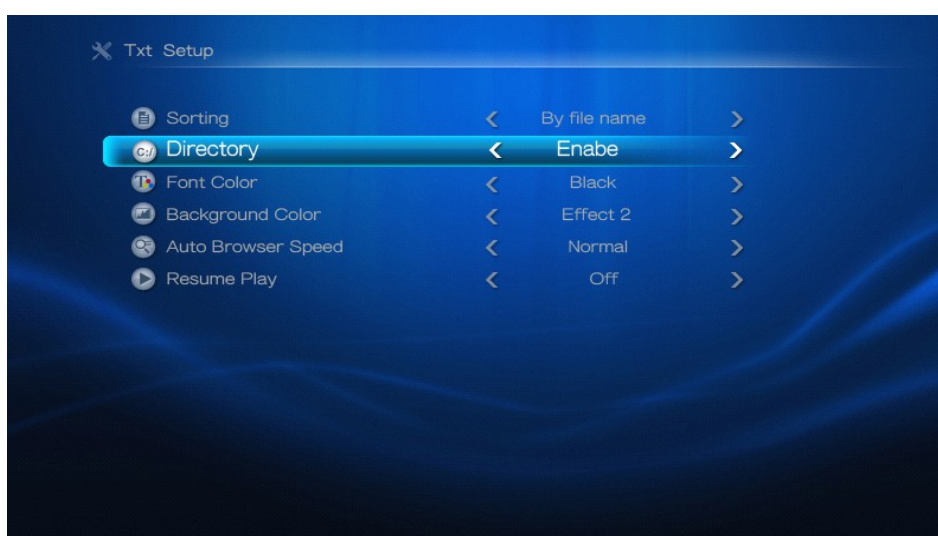 Txt Setup
Sorting By file name
C:/ Directory Enabe
T Font Color Black
Background Color Effect 2
Auto Browser Speed Normal
Resume Play Off